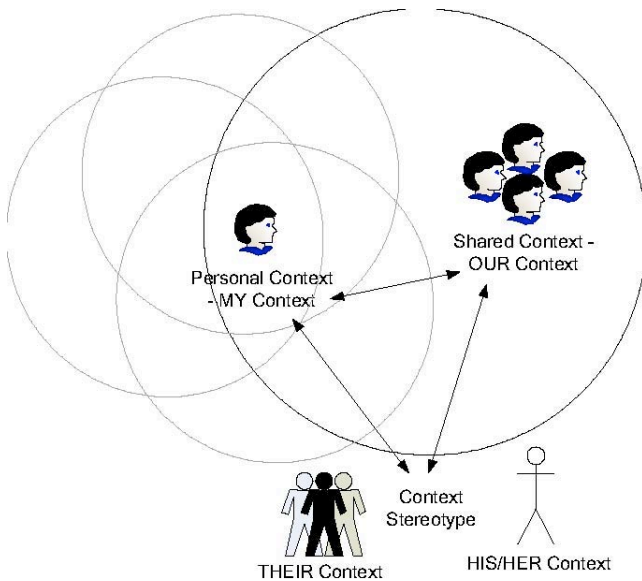 Shared Context -
OUR Context
Personal Context
- MY Context
Context
Stereotype
THEIR Context
HIS/HER Context